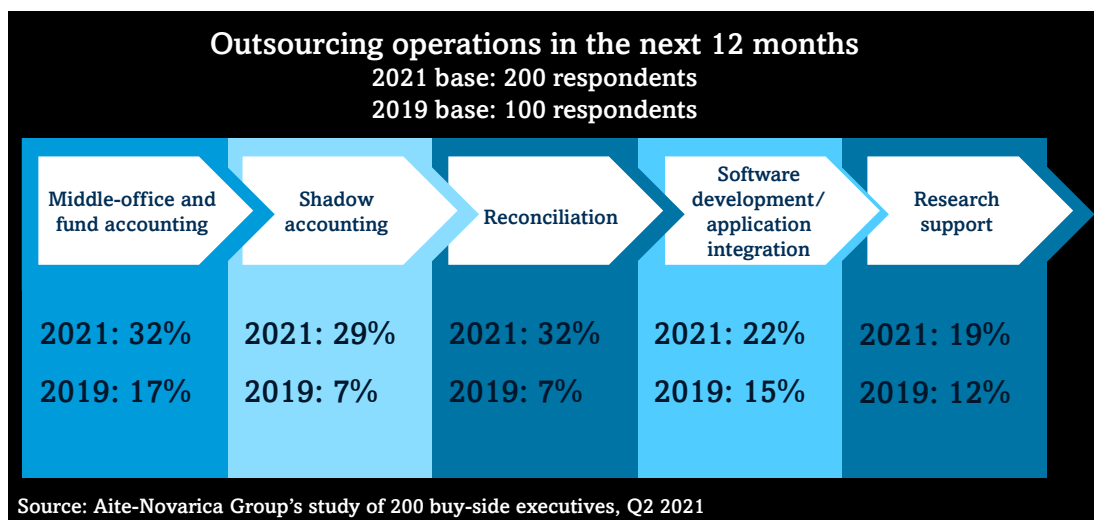 Outsourcing operations in the next 12 months
2021 base: 200 respondents
2019 base: 100 respondents
Middle-office and
fund accounting
2021: 32%
2019: 17%
Shadow
accounting
2021: 29%
2019: 7%
Reconciliation
2021: 32%
2019: 7%
Software
development/
application
integration
2021: 22%
2019: 15%
Research
support
2021: 19%
2019: 12%
Source: Aite-Novarica Group’s study of 200 buy-side executives, Q2 2021